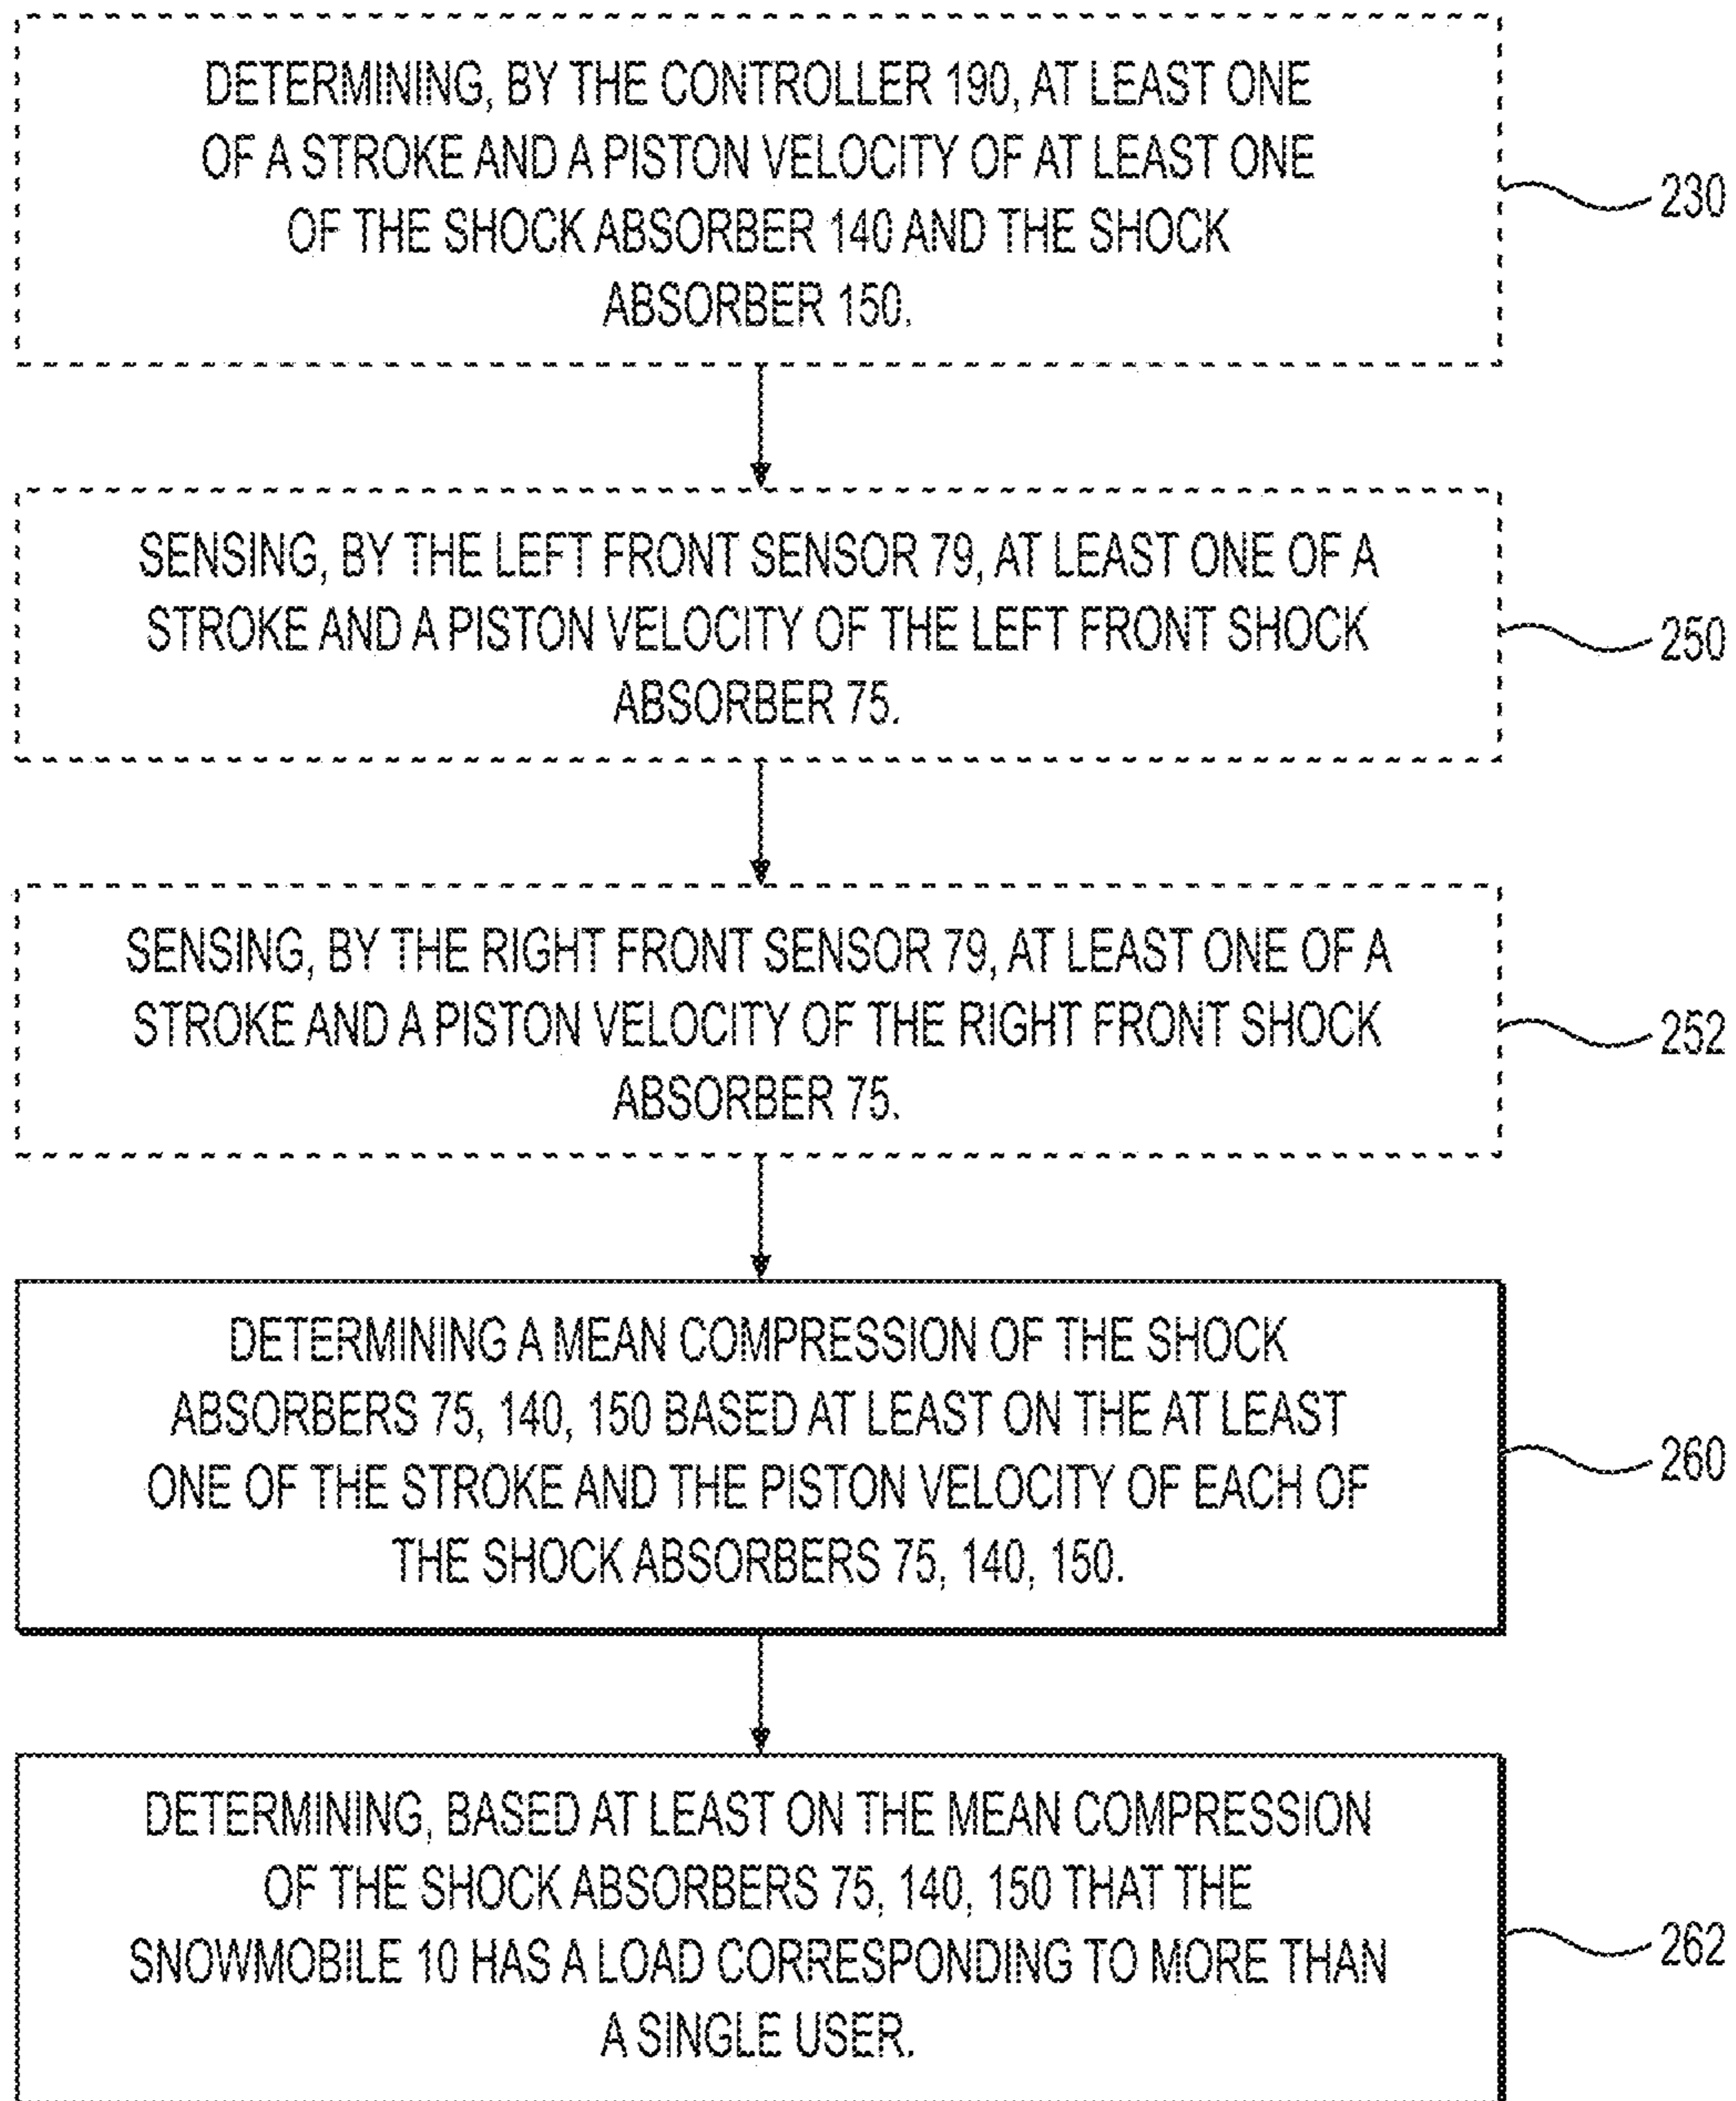 DETERMINING, BY THE CONTROLLER 190, AT LEAST ONE
OF A STROKE AND A PISTON VELOCITY OF AT LEAST ONE
OF THE SHOCK ABSORBER 140 AND THE SHOCK
ABSORBER 150.
230
SENSING, BY THE LEFT FRONT SENSOR 79, AT LEAST ONE OF A
STROKE AND A PISTON VELOCITY OF THE LEFT FRONT SHOCK
ABSORBER 75.
250
SENSING, BY THE RIGHT FRONT SENSOR 79, AT LEAST ONE OF A
STROKE AND A PISTON VELOCITY OF THE RIGHT FRONT SHOCK
ABSORBER 75.
252
DETERMINING A MEAN COMPRESSION OF THE SHOCK
ABSORBERS 75, 140, 150 BASED AT LEAST ON THE AT LEAST
ONE OF THE STROKE AND THE PISTON VELOCITY OF EACH OF
THE SHOCK ABSORBERS 75, 140, 150.
260
DETERMINING, BASED AT LEAST ON THE MEAN COMPRESSION
OF THE SHOCK ABSORBERS 75, 140, 150 THAT THE
SNOWMOBILE 10 HAS A LOAD CORRESPONDING TO MORE THAN
A SINGLE USER.
262